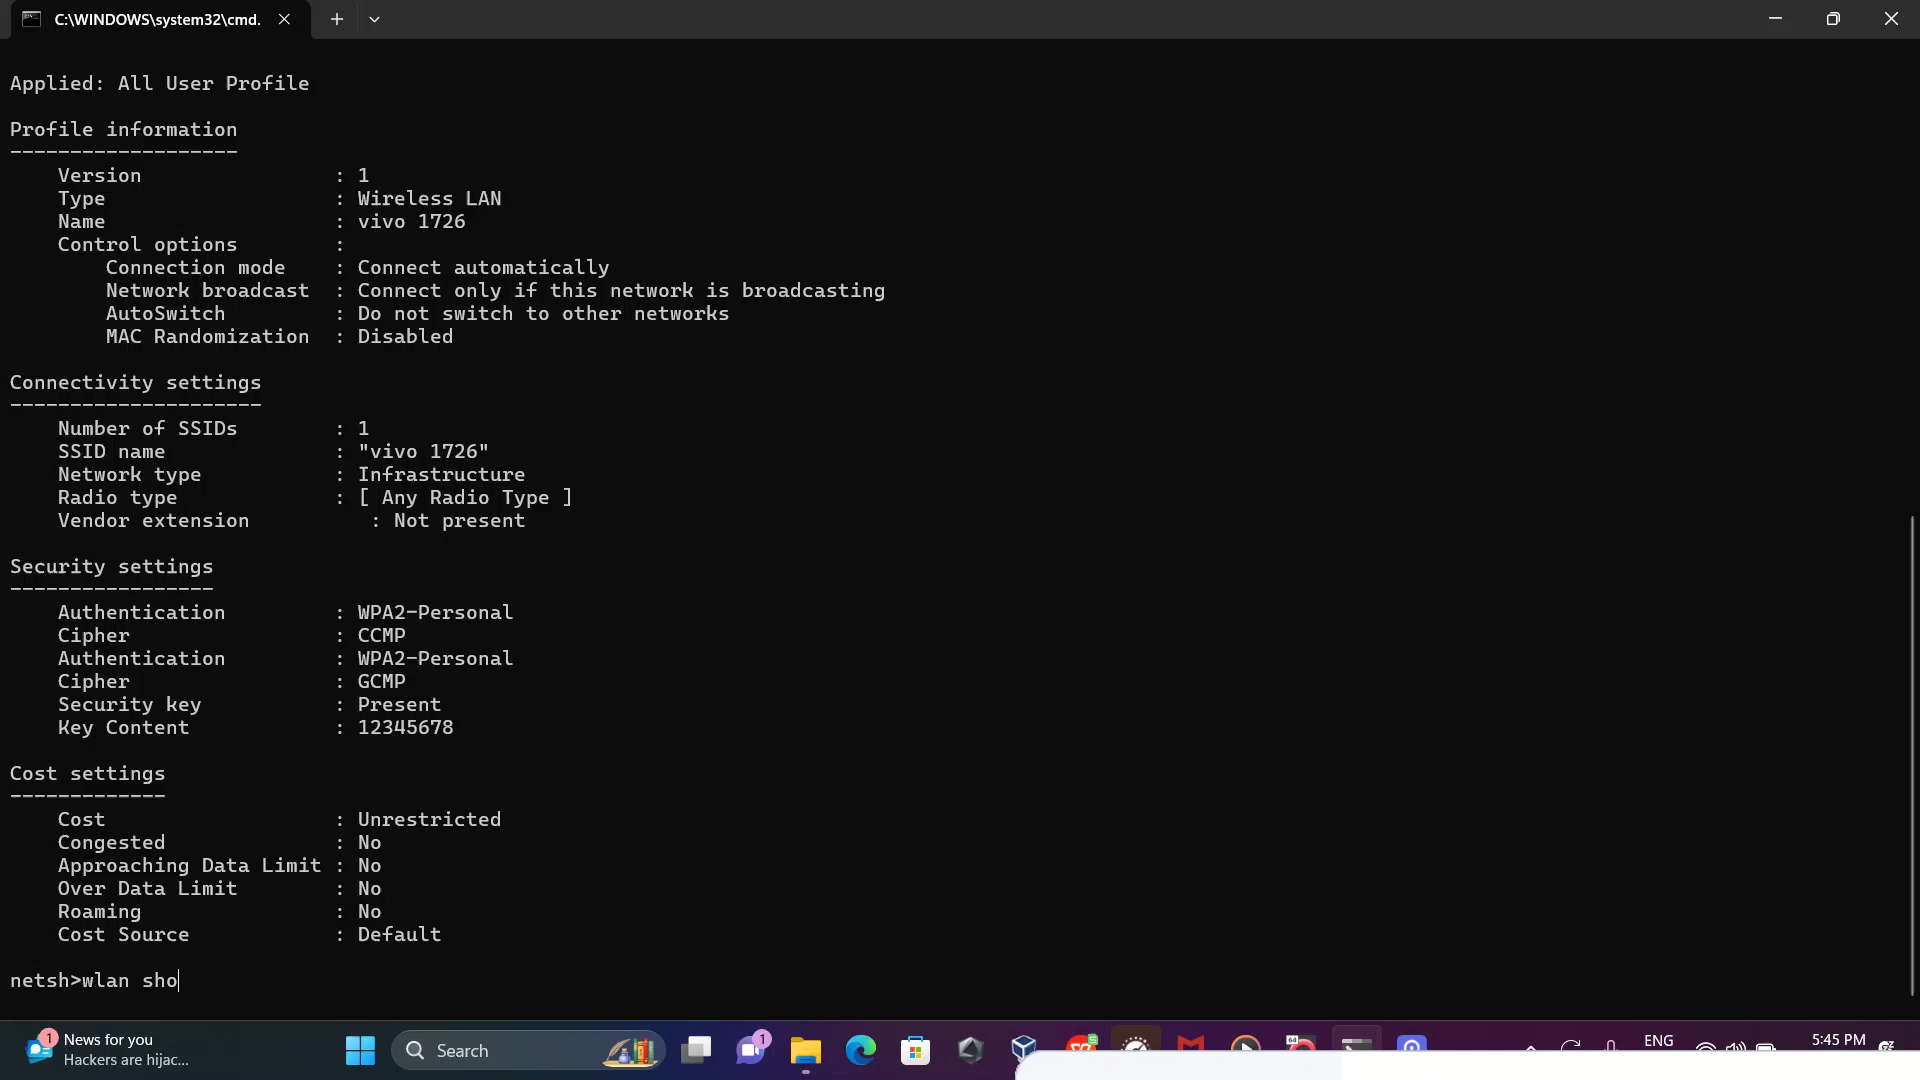 C:\WINDOWS\system32\cmd.
Applied: All User Profile
Profile information
-------------------
Version : 1
Type : Wireless LAN
Name : vivo 1726
Control options :
Connection mode : Connect automatically
Network broadcast : Connect only if this network is broadcasting
AutoSwitch : Do not switch to other networks
MAC Randomization : Disabled
Connectivity settings
---------------------
Number of SSIDs : 1
SSID name : "vivo 1726"
Network type : Infrastructure
Radio type : [ Any Radio Type ]
Vendor extension : Not present
Security settings
-----------------
Authentication : WPA2-Personal
Cipher : CCMP
Authentication : WPA2-Personal
Cipher : GCMP
Security key : Present
Key Content : 12345678
Cost settings
-------------
Cost : Unrestricted
Congested : No
Approaching Data Limit : No
Over Data Limit : No
Roaming : No
Cost Source : Default
netsh>wlan sho
1
News for you
Hackers are hijac...
Search
1
S
64
ENG
5:45 PM